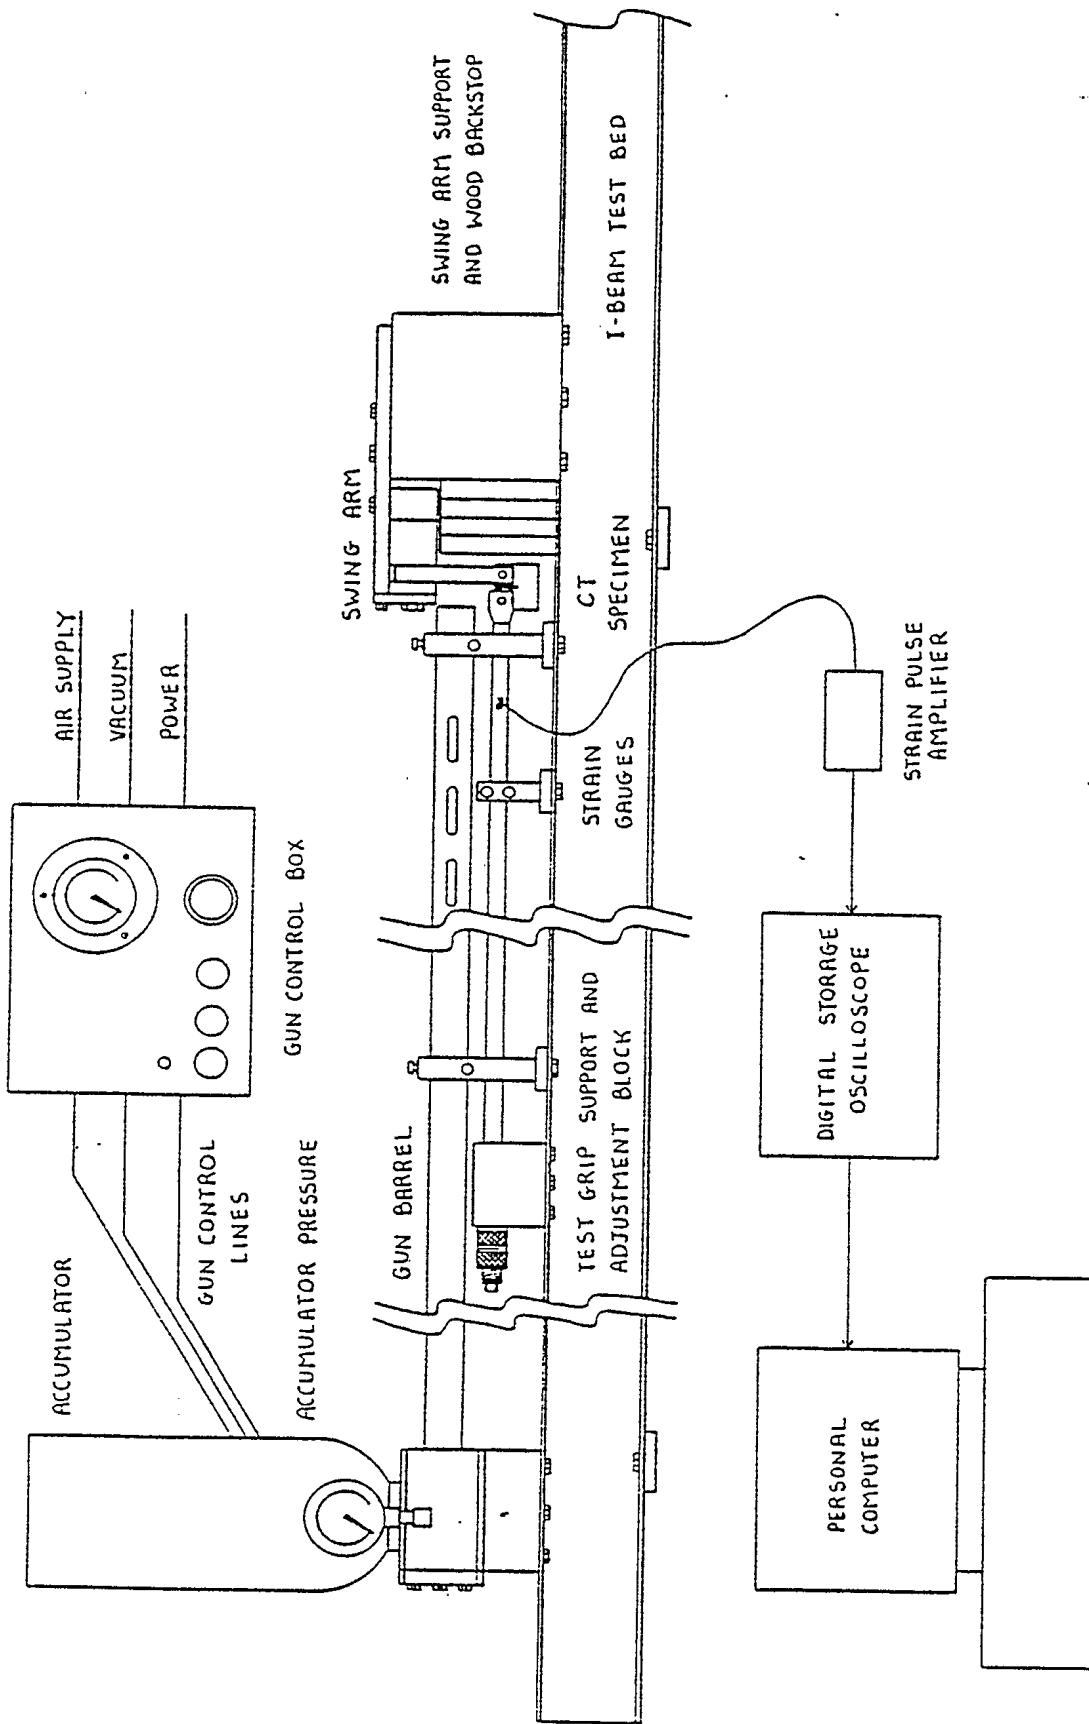 AIR SUPPLY
VACUUM
POWER
GUN CONTROL BOX
ACCUMULATOR
GUN CONTROL
LINES
ACCUMULATOR PRESSURE
GUN BARREL
SWING ARM
SWING ARM SUPPORT
AND WOOD BACKSTOP
TEST GRIP SUPPORT AND
ADJUSTMENT BLOCK
STRAIN
GAUGES
CT
SPECIMEN
I-BEAM TEST BED
PERSONAL
COMPUTER
DIGITAL STORAGE
OSCILLOSCOPE
STRAIN PULSE
AMPLIFIER